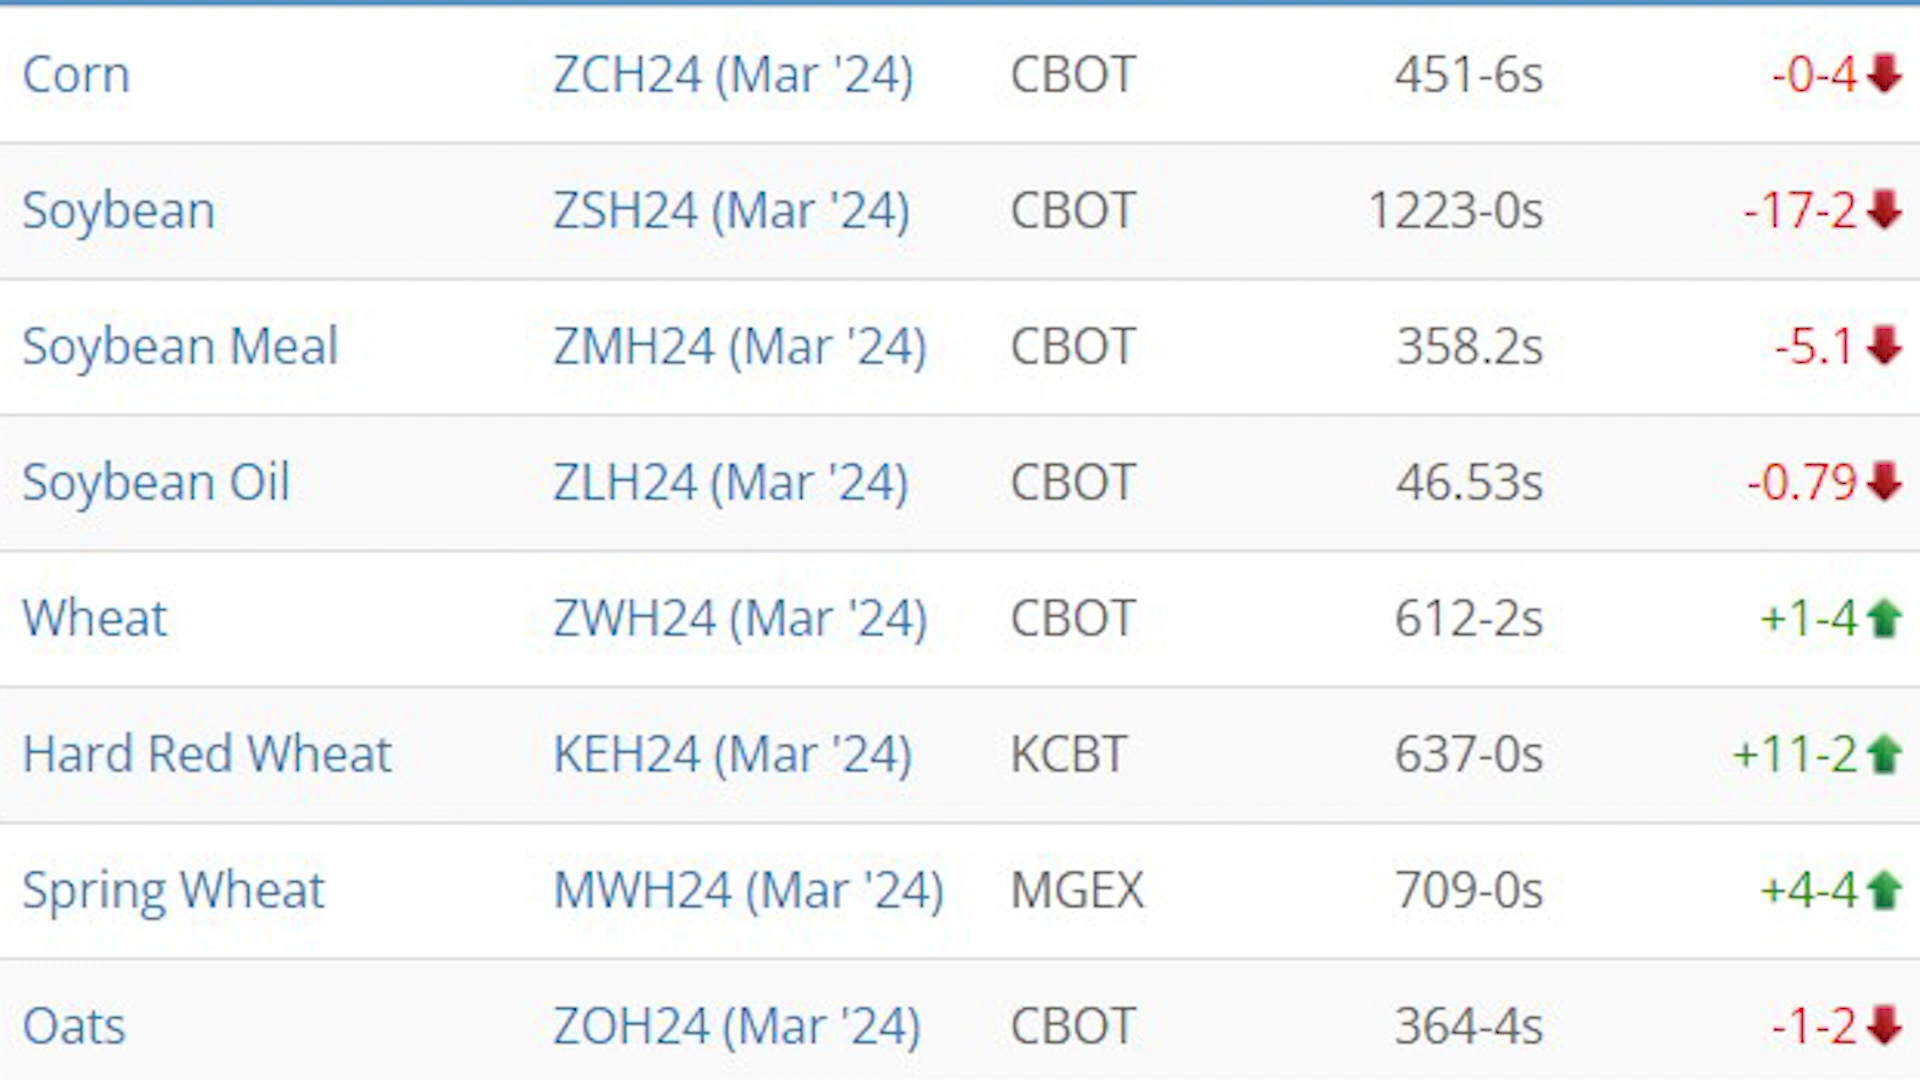 Corn ZCH24 (Mar '24) CBOT 451-6s -0-4
Soybean ZSH24 (Mar '24) CBOT 1223-0s -17-2
Soybean Meal ZMH24 (Mar '24) CBOT 358.2s -5.1
Soybean Oil ZLH24 (Mar '24) CBOT 46.53s -0.79
Wheat ZWH24 (Mar '24) CBOT 612-2s +1-4
Hard Red Wheat KEH24 (Mar '24) KCBT 637-0s +11-2
Spring Wheat MWH24 (Mar '24) MGEX 709-0s +4-4
Oats ZOH24 (Mar '24) CBOT 364-4s -1-2